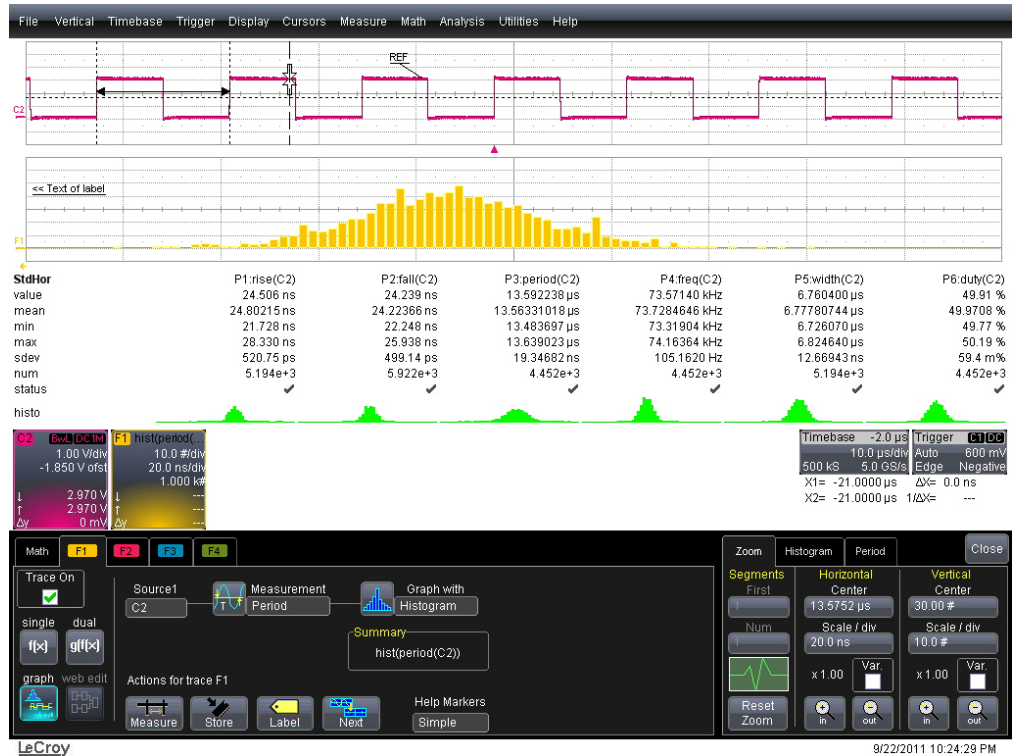 File Vertical Timebase Trigger Display Cursors Measure Math Analysis Utilities Help
REF
C2
<< Text of label
F1
StdHor P1:rise(C2) P2:fall(C2) P3:period(C2) P4:freq(C2) P5:width(C2) P6:duty(C2)
value 24.506 ns 24.239 ns 13.592238 µs 73.57140 kHz 6.760400 µs 49.91 %
mean 24.80215 ns 24.22366 ns 13.56331018 µs 73.7284646 kHz 6.77780744 µs 49.9708 %
min 21.728 ns 22.248 ns 13.483697 µs 73.31904 kHz 6.726070 µs 49.77 %
max 28.330 ns 25.938 ns 13.639023 µs 74.16364 kHz 6.824640 µs 50.19 %
sdev 520.75 ps 499.14 ps 19.34682 ns 105.1620 Hz 12.66943 ns 59.4 m%
num 5.194e+3 5.922e+3 4.452e+3 4.452e+3 5.194e+3 4.452e+3
status
histo
C2 BwL DC1M F1 hist(period(... Timebase -2.0 µs Trigger C1 DC
1.00 V/div 10.0 #/div 10.0 µs/div Auto 600 mV
-1.850 V ofst 20.0 ns/div 500 kS 5.0 GS/s Edge Negative
1.000 k# X1= -21.0000 µs ΔX= 0.0 ns
↓ 2.970 V ↓ --- X2= -21.0000 µs 1/ΔX= ---
↑ 2.970 V ↑ ---
Δy 0 mV Δy ---
Math F1 F2 F3 F4 Zoom Histogram Period Close
Trace On Segments Horizontal Vertical
Source1 Measurement Graph with First Center Center
C2 T Period Histogram 1 13.5752 µs 30.00 #
single dual Num Scale / div Scale / div
f(x) g(f(x) Summary 1 20.0 ns 10.0 #
hist(period(C2))
graph web edit Actions for trace F1 x 1.00 Var. x 1.00 Var.
Measure Store Label Next Help Markers Simple Reset Zoom in out in out
LeCroy 9/22/2011 10:24:29 PM